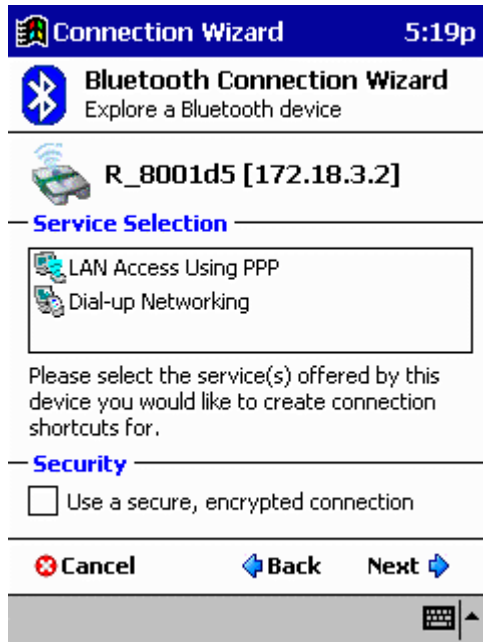 Connection Wizard 5:19p
Bluetooth Connection Wizard
Explore a Bluetooth device
R_8001d5 [172.18.3.2]
Service Selection
LAN Access Using PPP
Dial-up Networking
Please select the service(s) offered by this
device you would like to create connection
shortcuts for.
Security
Use a secure, encrypted connection
Cancel Back Next